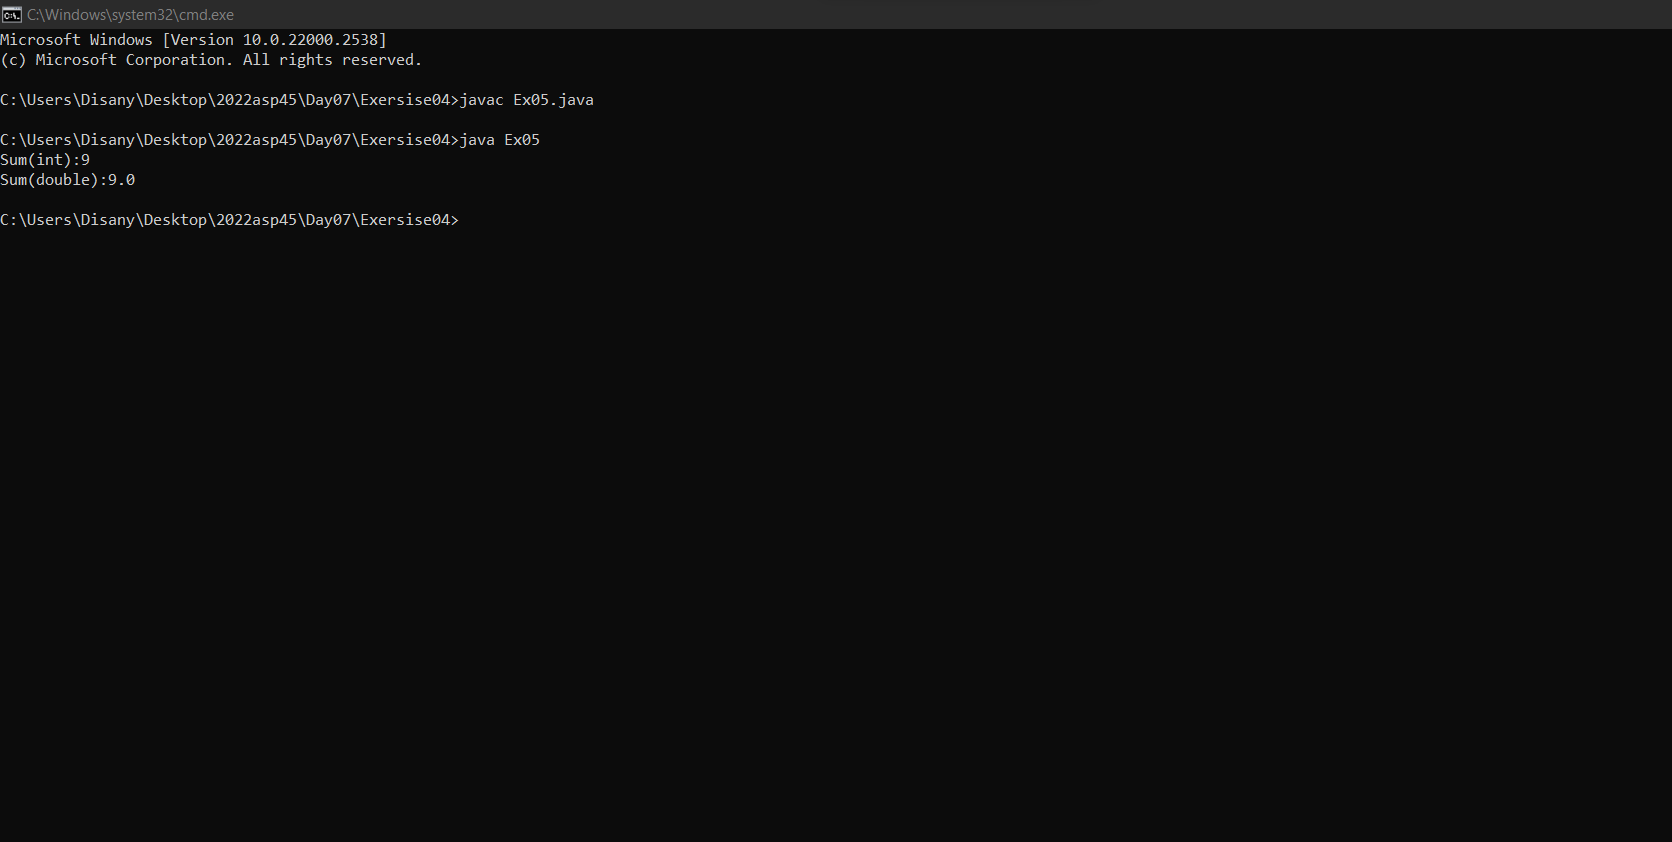 C:\Windows\system32\cmd.exe
Microsoft Windows [Version 10.0.22000.2538]
(c) Microsoft Corporation. All rights reserved.
C:\Users\Disany\Desktop\2022asp45\Day07\Exersise04>javac Ex05.java
C:\Users\Disany\Desktop\2022asp45\Day07\Exersise04>java Ex05
Sum(int):9
Sum(double):9.0
C:\Users\Disany\Desktop\2022asp45\Day07\Exersise04>